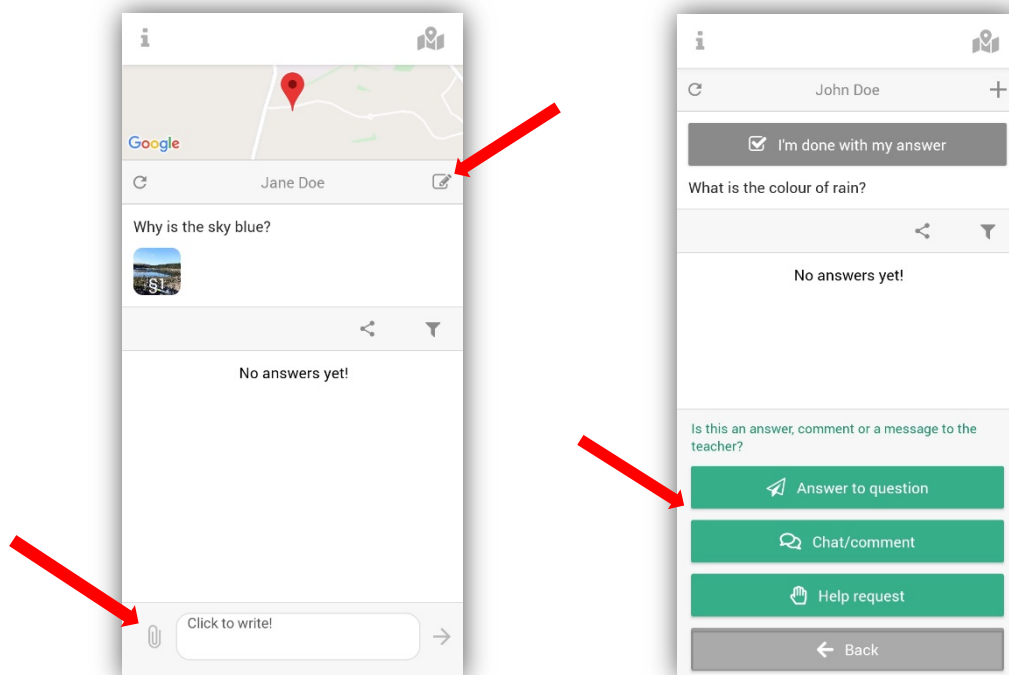 Google
Jane Doe
Why is the sky blue?
§1
No answers yet!
Click to write!
John Doe
I'm done with my answer
What is the colour of rain?
No answers yet!
Is this an answer, comment or a message to the
teacher?
Answer to question
Chat/comment
Help request
Back